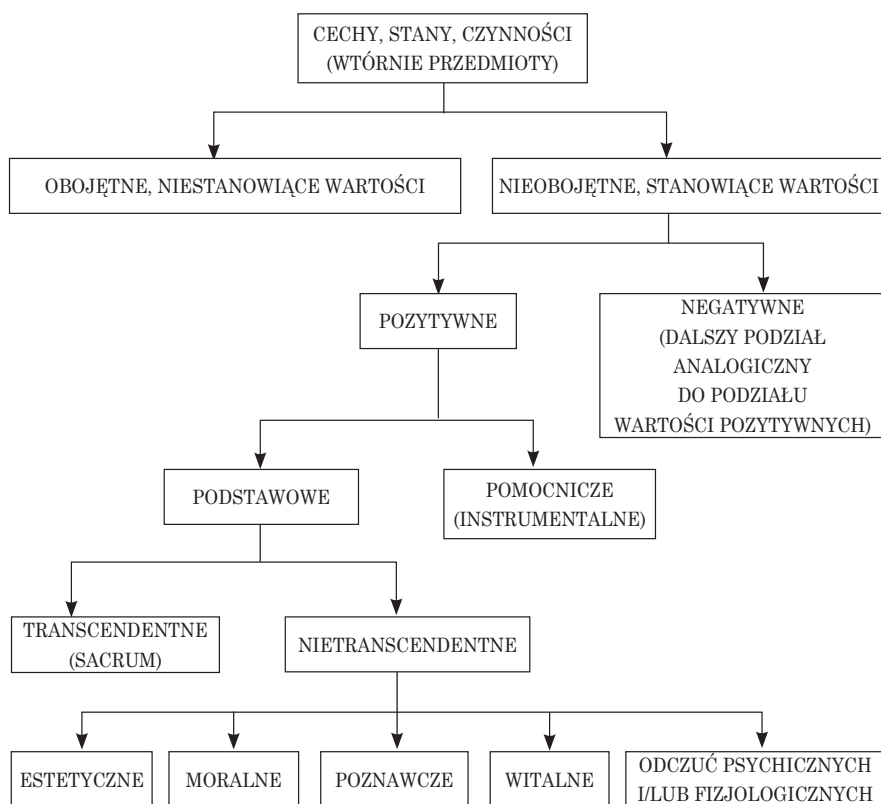 CECHY, STANY, CZYNNOŚCI
(WTÓRNIE PRZEDMIOTY)
OBOJĘTNE, NIESTANOWIĄCE WARTOŚCI
NIEOBOJĘTNE, STANOWIĄCE WARTOŚCI
POZYTYWNE
NEGATYWNE
(DALSZY PODZIAŁ
ANALOGICZNY
DO PODZIAŁU
WARTOŚCI POZYTYWNYCH)
PODSTAWOWE
POMOCNICZE
(INSTRUMENTALNE)
TRANSCENDENTNE
(SACRUM)
NIETRANSCENDENTNE
ESTETYCZNE
MORALNE
POZNAWCZE
WITALNE
ODCZUĆ PSYCHICZNYCH
I/LUB FIZJOLOGICZNYCH